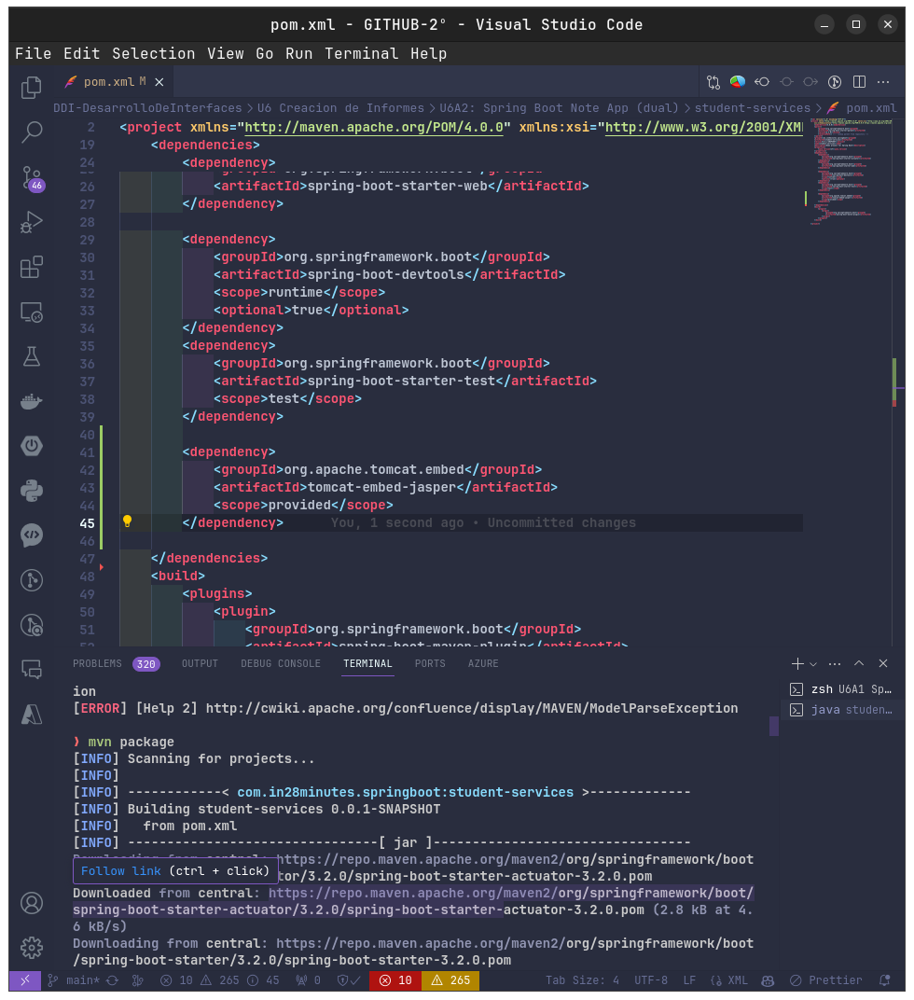 pom.xml - GITHUB-2° - Visual Studio Code
File Edit Selection View Go Run Terminal Help
pom.xml M
DDI-DesarrolloDeInterfaces > U6 Creacion de Informes > U6A2: Spring Boot Note App (dual) > student-services > pom.xml
2 <project xmlns="http://maven.apache.org/POM/4.0.0" xmlns:xsi="http://www.w3.org/2001/XML
19 <dependencies>
24 <dependency>
26 <artifactId>spring-boot-starter-web</artifactId>
27 </dependency>
28
29 <dependency>
30 <groupId>org.springframework.boot</groupId>
31 <artifactId>spring-boot-devtools</artifactId>
32 <scope>runtime</scope>
33 <optional>true</optional>
34 </dependency>
35 <dependency>
36 <groupId>org.springframework.boot</groupId>
37 <artifactId>spring-boot-starter-test</artifactId>
38 <scope>test</scope>
39 </dependency>
40
41 <dependency>
42 <groupId>org.apache.tomcat.embed</groupId>
43 <artifactId>tomcat-embed-jasper</artifactId>
44 <scope>provided</scope>
45 </dependency> You, 1 second ago • Uncommitted changes
46
47 </dependencies>
48 <build>
49 <plugins>
50 <plugin>
51 <groupId>org.springframework.boot</groupId>
52 <artifactId>spring-boot-maven-plugin</artifactId>
46
PROBLEMS 320 OUTPUT DEBUG CONSOLE TERMINAL PORTS AZURE
zsh U6A1 Sp...
java studen...
ion
[ERROR] [Help 2] http://cwiki.apache.org/confluence/display/MAVEN/ModelParseException
❯ mvn package
[INFO] Scanning for projects...
[INFO]
[INFO] ------------< com.in28minutes.springboot:student-services >-------------
[INFO] Building student-services 0.0.1-SNAPSHOT
[INFO]   from pom.xml
[INFO] --------------------------------[ jar ]---------------------------------
Downloading from central: https://repo.maven.apache.org/maven2/org/springframework/boot
Follow link (ctrl + click)
tor/3.2.0/spring-boot-starter-actuator-3.2.0.pom
Downloaded from central: https://repo.maven.apache.org/maven2/org/springframework/boot/
spring-boot-starter-actuator/3.2.0/spring-boot-starter-actuator-3.2.0.pom (2.8 kB at 4.
6 kB/s)
Downloading from central: https://repo.maven.apache.org/maven2/org/springframework/boot
/spring-boot-starter/3.2.0/spring-boot-starter-3.2.0.pom
main* 10 265 45 0 10 265 Tab Size: 4 UTF-8 LF XML Prettier